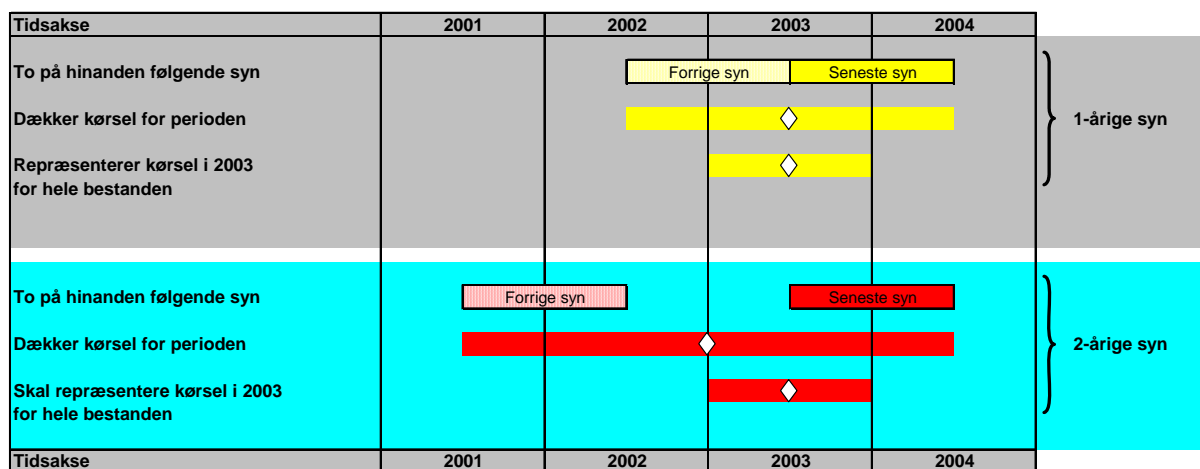 Tidsakse 2001 2002 2003 2004
To på hinanden følgende syn Forrige syn Seneste syn
Dækker kørsel for perioden
1-årige syn
Repræsenterer kørsel i 2003
for hele bestanden
To på hinanden følgende syn Forrige syn Seneste syn
Dækker kørsel for perioden
2-årige syn
Skal repræsentere kørsel i 2003
for hele bestanden
Tidsakse 2001 2002 2003 2004